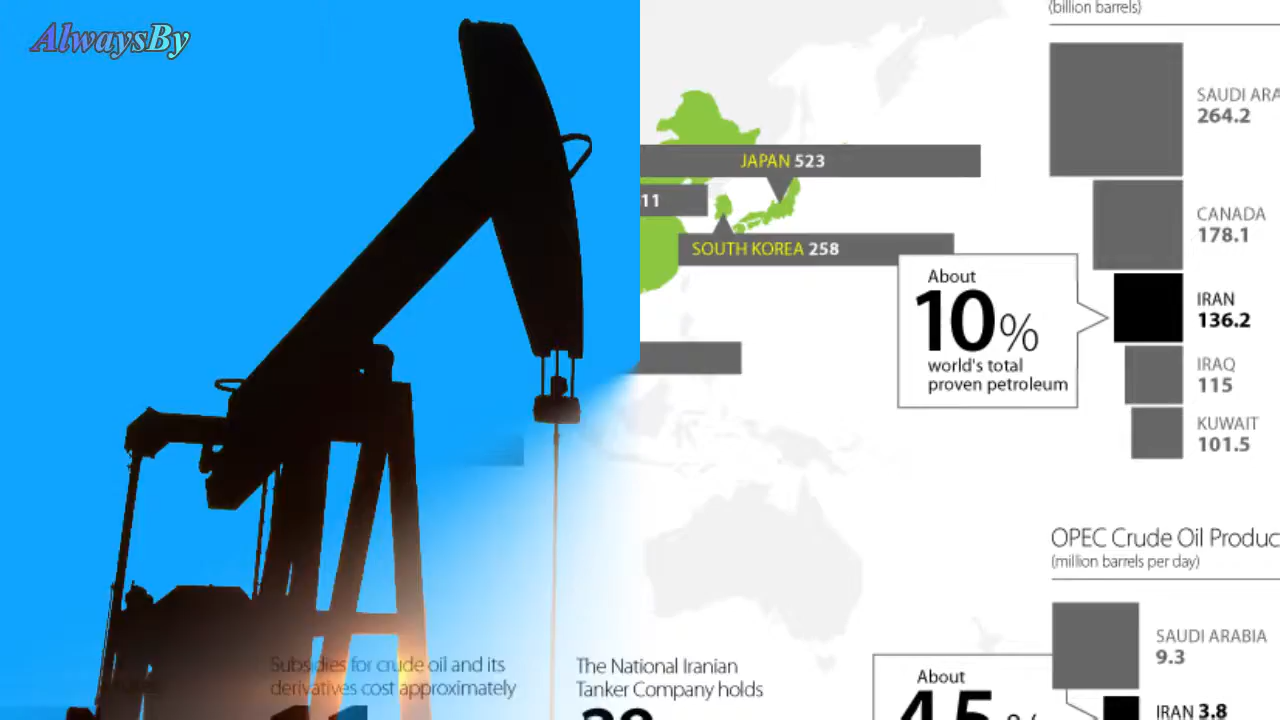 AlwaysBy
(billion barrels)
SAUDI ARA
264.2
JAPAN 523
11
CANADA
178.1
SOUTH KOREA 258
About
10%
world's total
proven petroleum
IRAN
136.2
IRAQ
115
KUWAIT
101.5
OPEC Crude Oil Produc
(million barrels per day)
SAUDI ARABIA
9.3
Subsidies for crude oil and its
derivatives cost approximately
The National Iranian
Tanker Company holds
About
IRAN 3.8